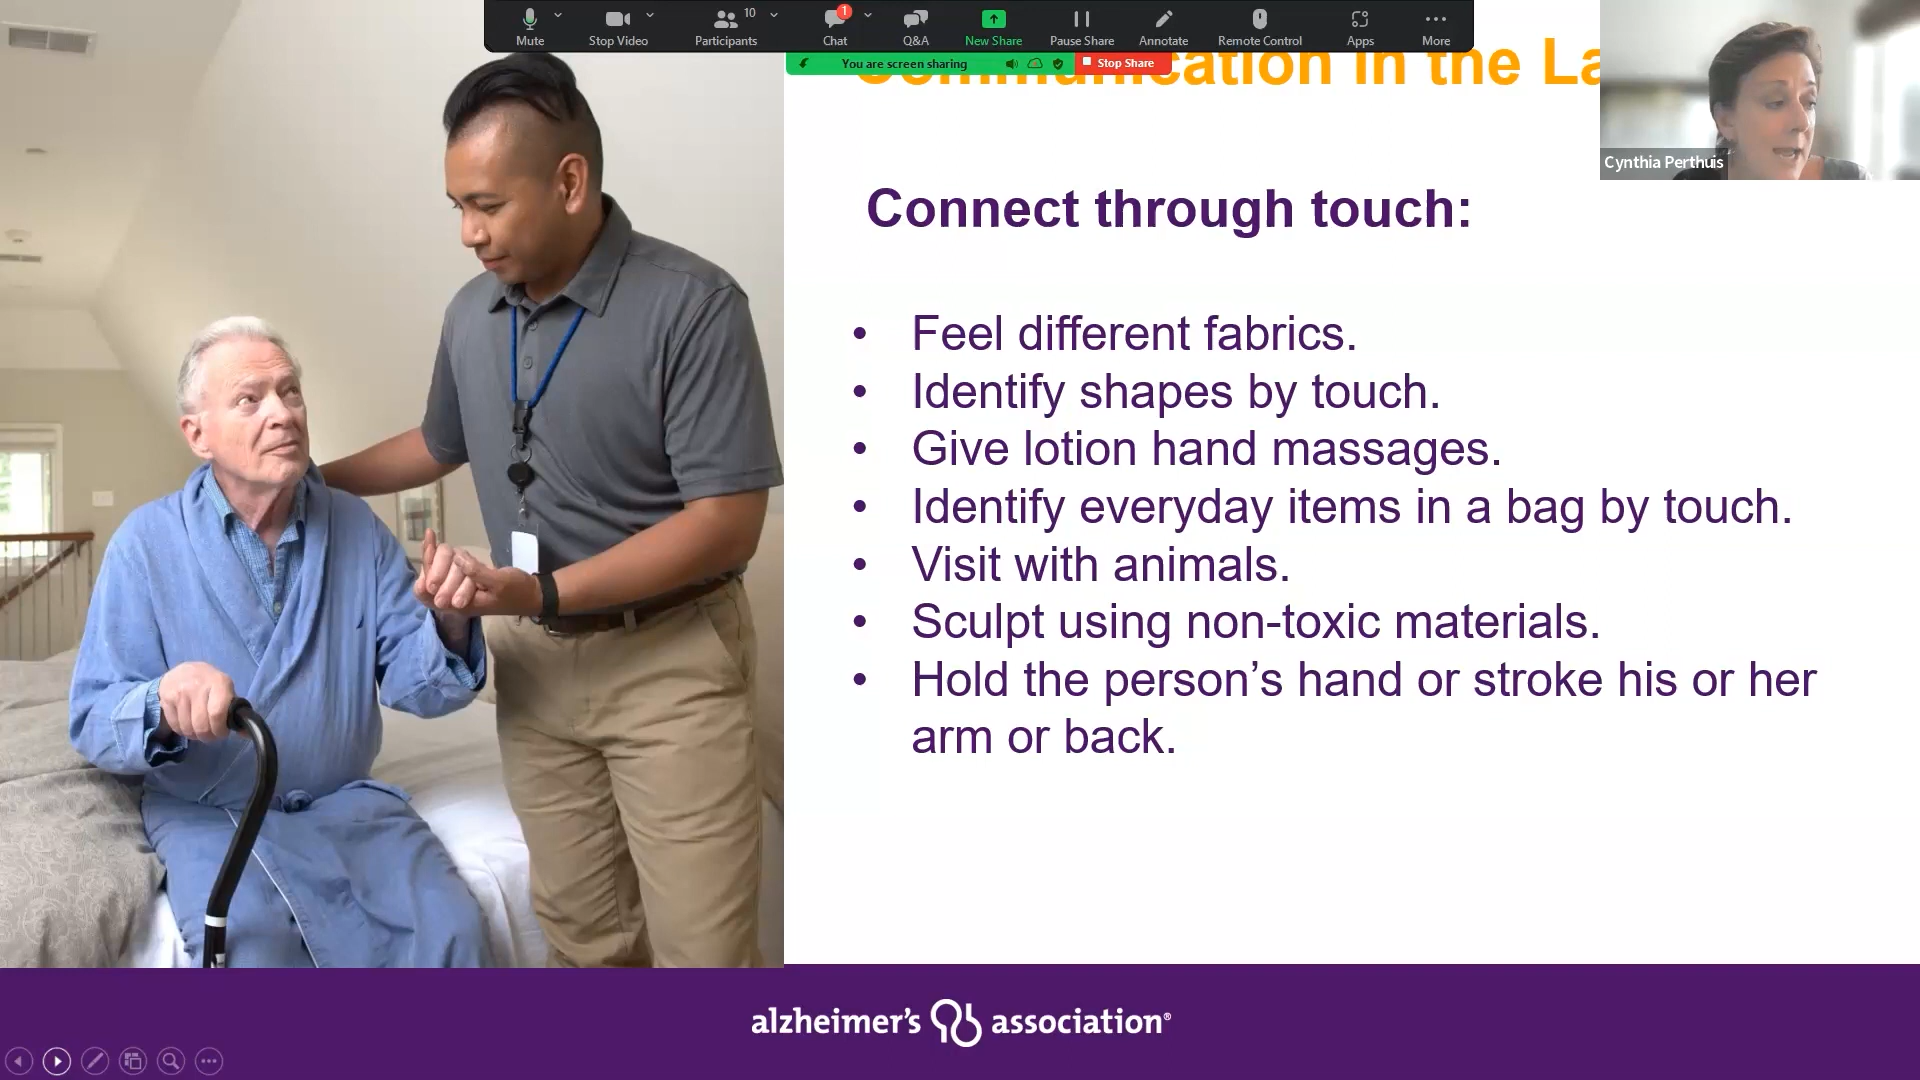 Mute
Stop Video
Participants
10
Chat
1
Q&A
New Share
Pause Share
Annotate
Remote Control
Apps
More
You are screen sharing
Stop Share
in the
Cynthia Perthuis
Connect through touch:
• Feel different fabrics.
• Identify shapes by touch.
• Give lotion hand massages.
• Identify everyday items in a bag by touch.
• Visit with animals.
• Sculpt using non-toxic materials.
• Hold the person’s hand or stroke his or her
arm or back.
alzheimer's association®